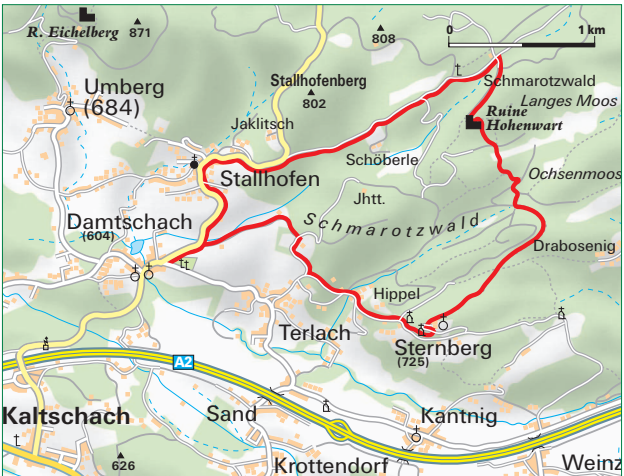 R. Eichelberg
871
808
0
1 km
Umberg
(684)
Stallhofenberg
802
Schmarotzwald
Langes Moos
Ruine
Hohenwart
Jaklitsch
Schöberle
Stallhofen
Ochsenmoos
Jhtt.
Schmarotzwald
Damtschach
(604)
Drabosenig
Hippel
Terlach
Sternberg
(725)
A2
Kaltschach
Sand
Kantnig
626
Krottendorf
Weinz